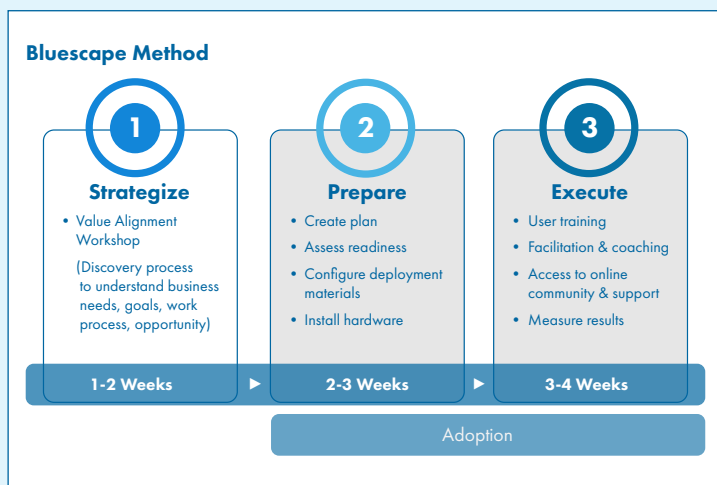 Bluescape Method
1
Strategize
• Value Alignment
Workshop
(Discovery process
to understand business
needs, goals, work
process, opportunity)
1-2 Weeks
2
Prepare
• Create plan
• Assess readiness
• Configure deployment
materials
• Install hardware
2-3 Weeks
3
Execute
• User training
• Facilitation & coaching
• Access to online
community & support
• Measure results
3-4 Weeks
Adoption